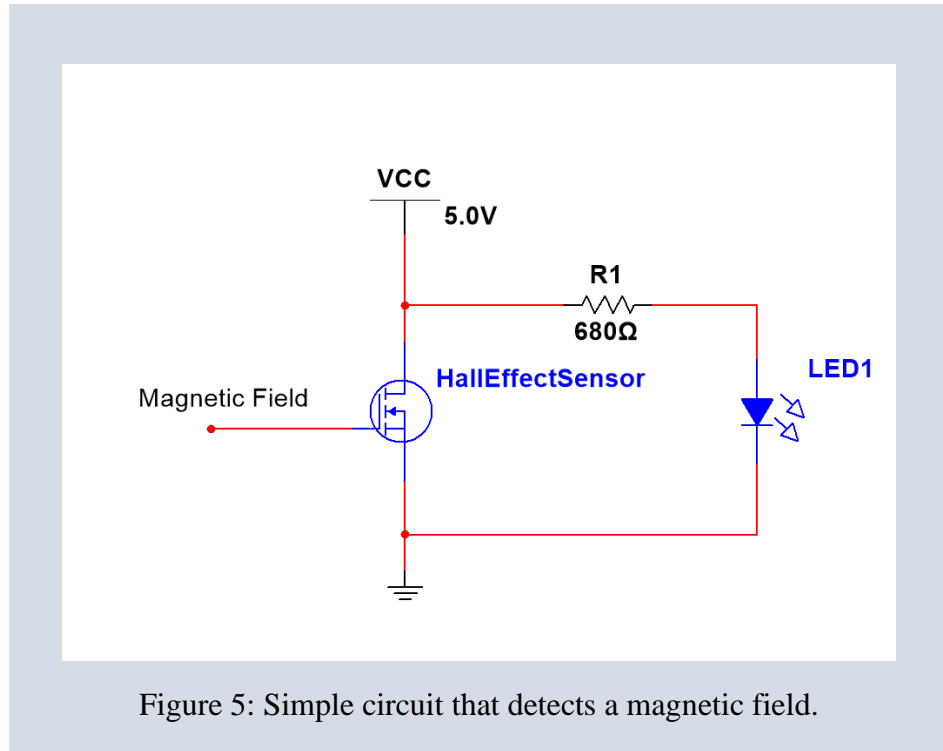 VCC
5.0V
R1
680Ω
HallEffectSensor
LED1
Magnetic Field
Figure 5: Simple circuit that detects a magnetic field.